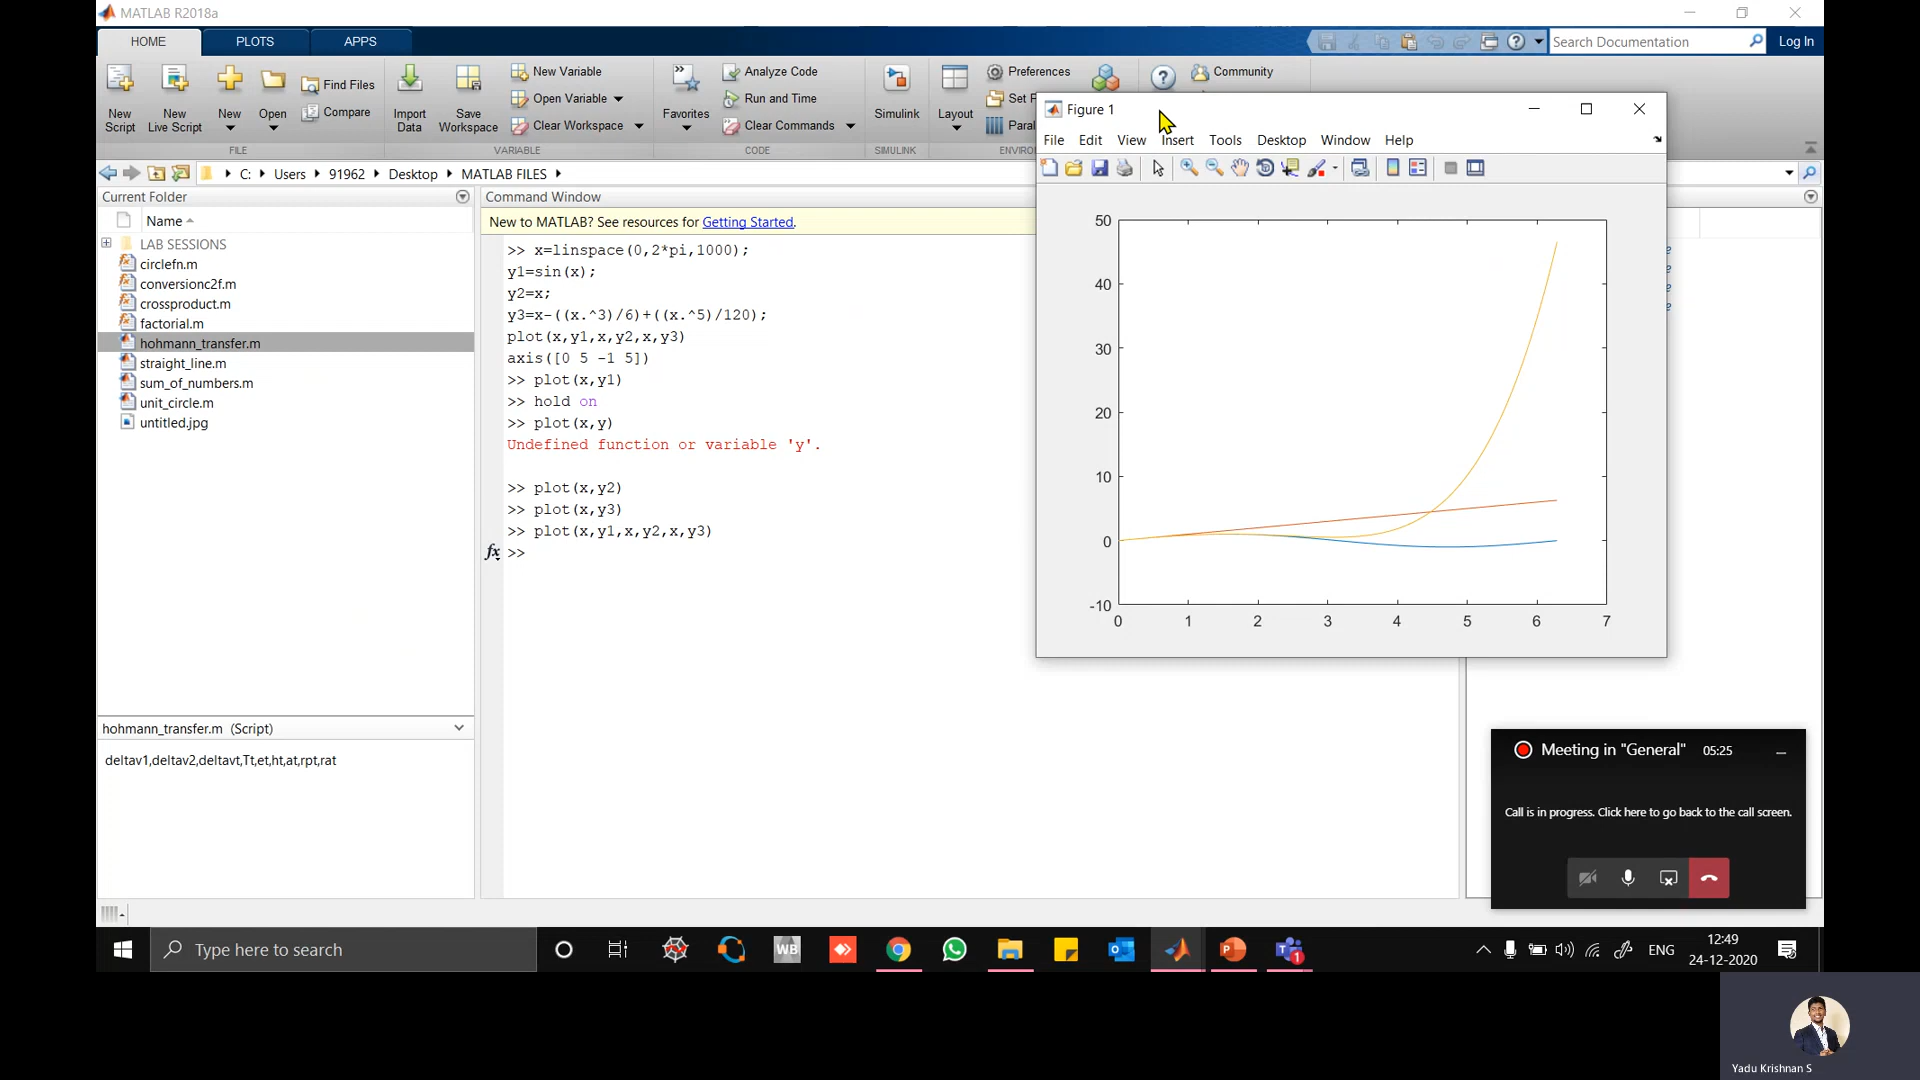 MATLAB R2018a
HOME PLOTS APPS
Search Documentation
Log In
New Script
New Live Script
New
Open
Find Files
Compare
FILE
Import Data
Save Workspace
New Variable
Open Variable
Clear Workspace
VARIABLE
Favorites
Analyze Code
Run and Time
Clear Commands
CODE
Simulink
SIMULINK
Layout
Preferences
Set P
Paral
ENVIRO
Community
C: Users 91962 Desktop MATLAB FILES
Current Folder
Name
LAB SESSIONS
circlefn.m
conversionc2f.m
crossproduct.m
factorial.m
hohmann_transfer.m
straight_line.m
sum_of_numbers.m
unit_circle.m
untitled.jpg
hohmann_transfer.m (Script)
deltav1,deltav2,deltavt,Tt,et,ht,at,rpt,rat
Command Window
New to MATLAB? See resources for Getting Started.
>> x=linspace(0,2*pi,1000);
y1=sin(x);
y2=x;
y3=x-((x.^3)/6)+((x.^5)/120);
plot(x,y1,x,y2,x,y3)
axis([0 5 -1 5])
>> plot(x,y1)
>> hold on
>> plot(x,y)
Undefined function or variable 'y'.
>> plot(x,y2)
>> plot(x,y3)
>> plot(x,y1,x,y2,x,y3)
fx >>
Figure 1
File Edit View Insert Tools Desktop Window Help
50
40
30
20
10
0
-10
0 1 2 3 4 5 6 7
Meeting in "General" 05:25
Call is in progress. Click here to go back to the call screen.
Type here to search
WB
1
ENG
12:49
24-12-2020
Yadu Krishnan S